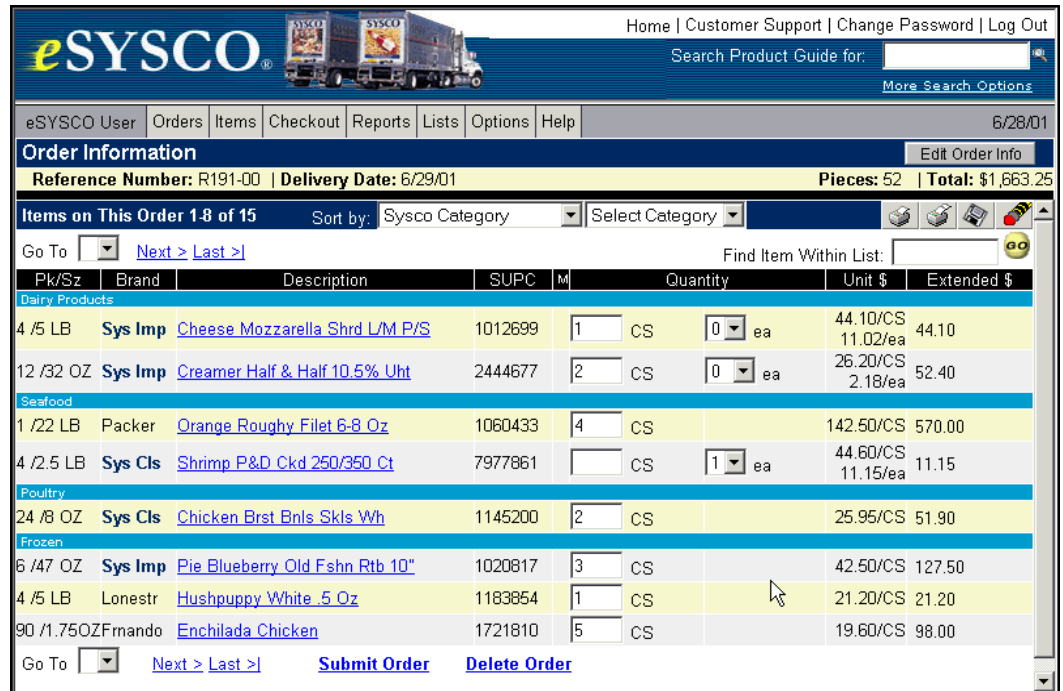 Home | Customer Support | Change Password | Log Out
SYSCO SYSCO
eSYSCO®
Search Product Guide for:
More Search Options
eSYSCO User Orders Items Checkout Reports Lists Options Help 6/28/01
Order Information Edit Order Info
Reference Number: R191-00 | Delivery Date: 6/29/01 Pieces: 52 | Total: $1,663.25
Items on This Order 1-8 of 15 Sort by: Sysco Category Select Category
Go To Next > Last >| Find Item Within List: GO
Pk/Sz Brand Description SUPC M Quantity Unit $ Extended $
Dairy Products
4 /5 LB Sys Imp Cheese Mozzarella Shrd L/M P/S 1012699 1 CS 0 ea 44.10/CS 44.10
11.02/ea
12 /32 OZ Sys Imp Creamer Half & Half 10.5% Uht 2444677 2 CS 0 ea 26.20/CS 52.40
2.18/ea
Seafood
1 /22 LB Packer Orange Roughy Filet 6-8 Oz 1060433 4 CS 142.50/CS 570.00
4 /2.5 LB Sys Cls Shrimp P&D Ckd 250/350 Ct 7977861 CS 1 ea 44.60/CS 11.15
11.15/ea
Poultry
24 /8 OZ Sys Cls Chicken Brst Bnls Skls Wh 1145200 2 CS 25.95/CS 51.90
Frozen
6 /47 OZ Sys Imp Pie Blueberry Old Fshn Rtb 10" 1020817 3 CS 42.50/CS 127.50
4 /5 LB Lonestr Hushpuppy White .5 Oz 1183854 1 CS 21.20/CS 21.20
90 /1.75OZ Frnando Enchilada Chicken 1721810 5 CS 19.60/CS 98.00
Go To Next > Last >| Submit Order Delete Order